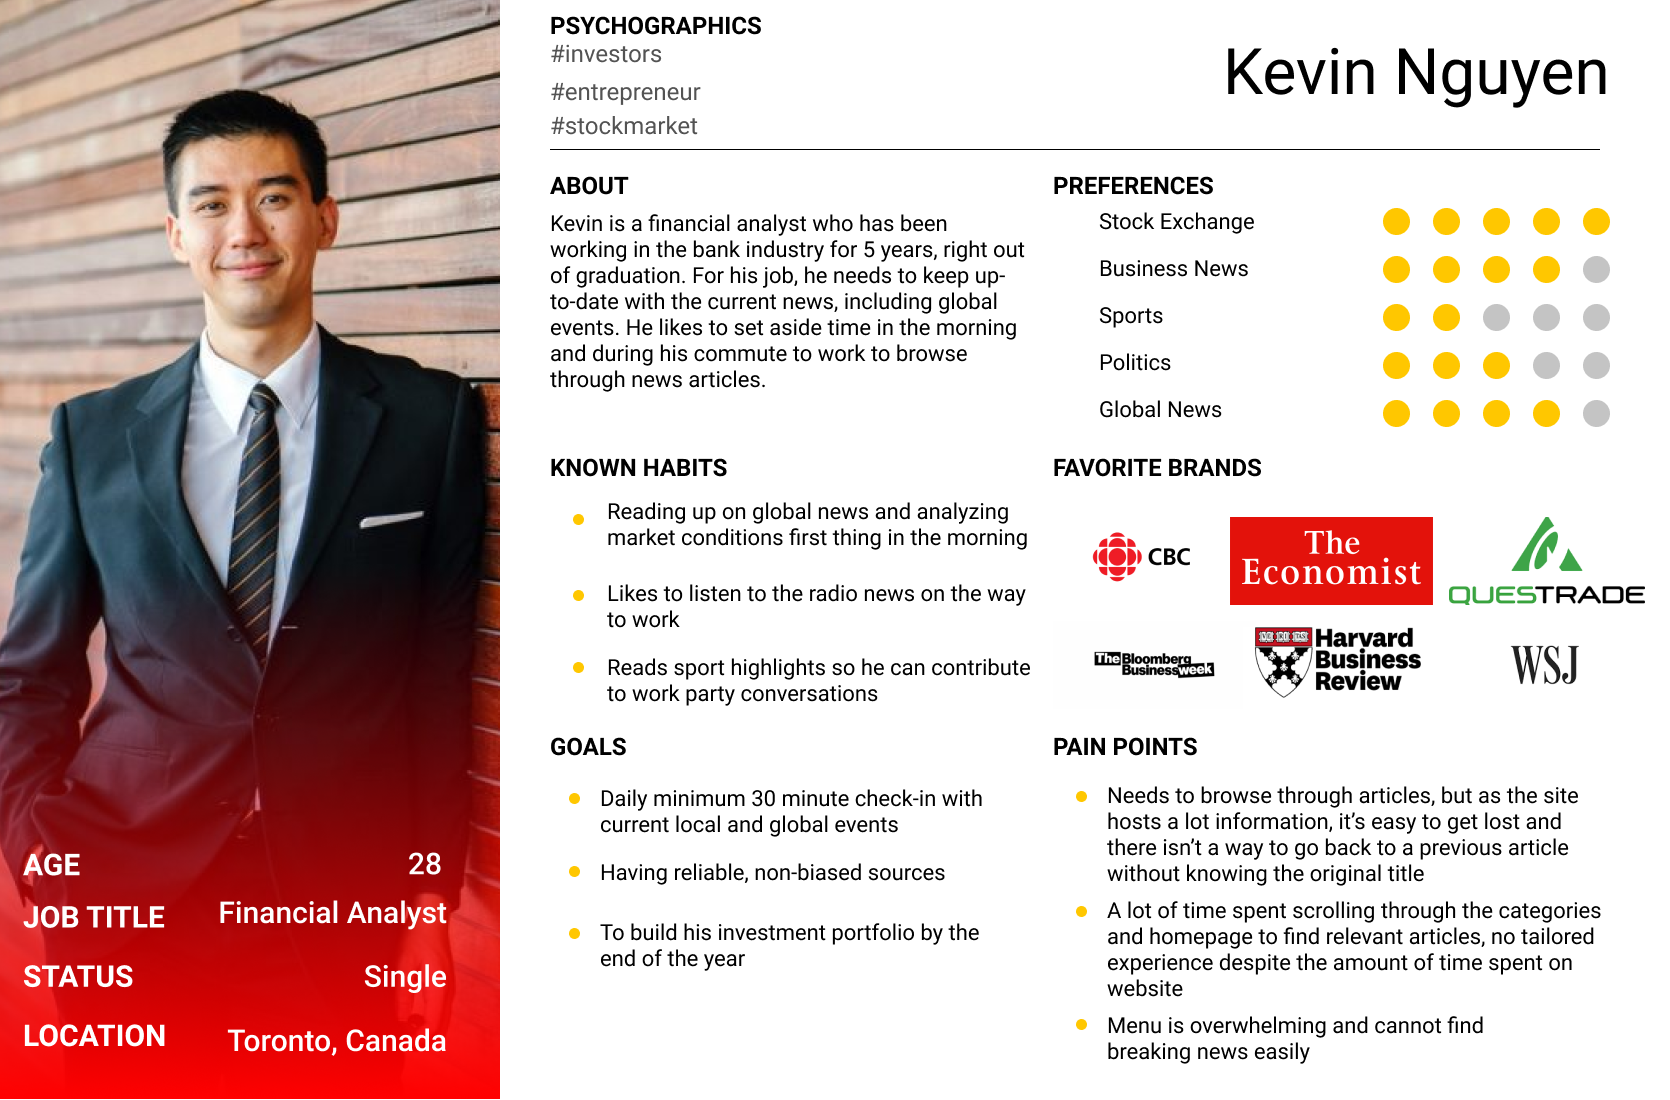 PSYCHOGRAPHICS
#investors
#entrepreneur
#stockmarket
Kevin Nguyen
ABOUT
Kevin is a financial analyst who has been
working in the bank industry for 5 years, right out
of graduation. For his job, he needs to keep up-
to-date with the current news, including global
events. He likes to set aside time in the morning
and during his commute to work to browse
through news articles.
PREFERENCES
Stock Exchange
Business News
Sports
Politics
Global News
KNOWN HABITS
Reading up on global news and analyzing
market conditions first thing in the morning
Likes to listen to the radio news on the way
to work
Reads sport highlights so he can contribute
to work party conversations
FAVORITE BRANDS
CBC
The
Economist
QUESTRADE
The Bloomberg
Businessweek
Harvard
Business
Review
WSJ
GOALS
Daily minimum 30 minute check-in with
current local and global events
Having reliable, non-biased sources
To build his investment portfolio by the
end of the year
PAIN POINTS
Needs to browse through articles, but as the site
hosts a lot information, it’s easy to get lost and
there isn’t a way to go back to a previous article
without knowing the original title
A lot of time spent scrolling through the categories
and homepage to find relevant articles, no tailored
experience despite the amount of time spent on
website
Menu is overwhelming and cannot find
breaking news easily
AGE 28
JOB TITLE Financial Analyst
STATUS Single
LOCATION Toronto, Canada